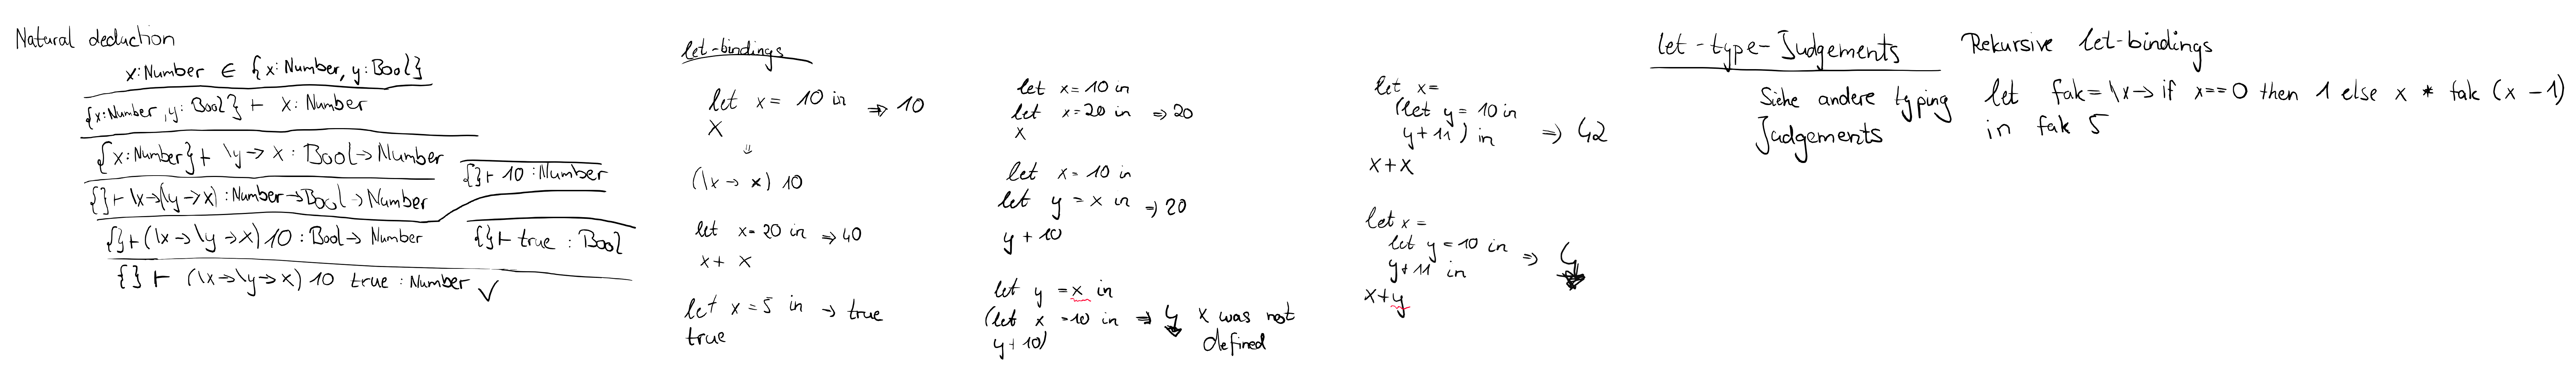 Natural deduction
x:Number ∈ {x:Number, y:Bool}
{x:Number, y:Bool} ⊢ x:Number
{x:Number} ⊢ \y → x : Bool → Number
{} ⊢ 10 : Number
{} ⊢ \x→(\y→x) : Number → Bool → Number
{} ⊢ (\x→\y→x) 10 : Bool → Number
{} ⊢ true : Bool
{} ⊢ (\x→\y→x) 10 true : Number ✓
let-bindings
let x = 10 in ⇒ 10
x
⇓
(\x → x) 10
let x = 20 in ⇒ 40
x + x
let x = 5 in → true
true
let x = 10 in
let x = 20 in ⇒ 20
x
let x = 10 in
let y = x in ⇒ 20
y + 10
let y = x in
(let x = 10 in ⇒ ↯ x was not
y + 10) defined
let x =
(let y = 10 in
y + 11) in ⇒ 42
x + x
let x =
let y = 10 in ⇒ ↯
y + 11 in
x + y
let-type-Judgements
Siehe andere typing
Judgements
Rekursive let-bindings
let fak = \x → if x == 0 then 1 else x * fak (x - 1)
in fak 5